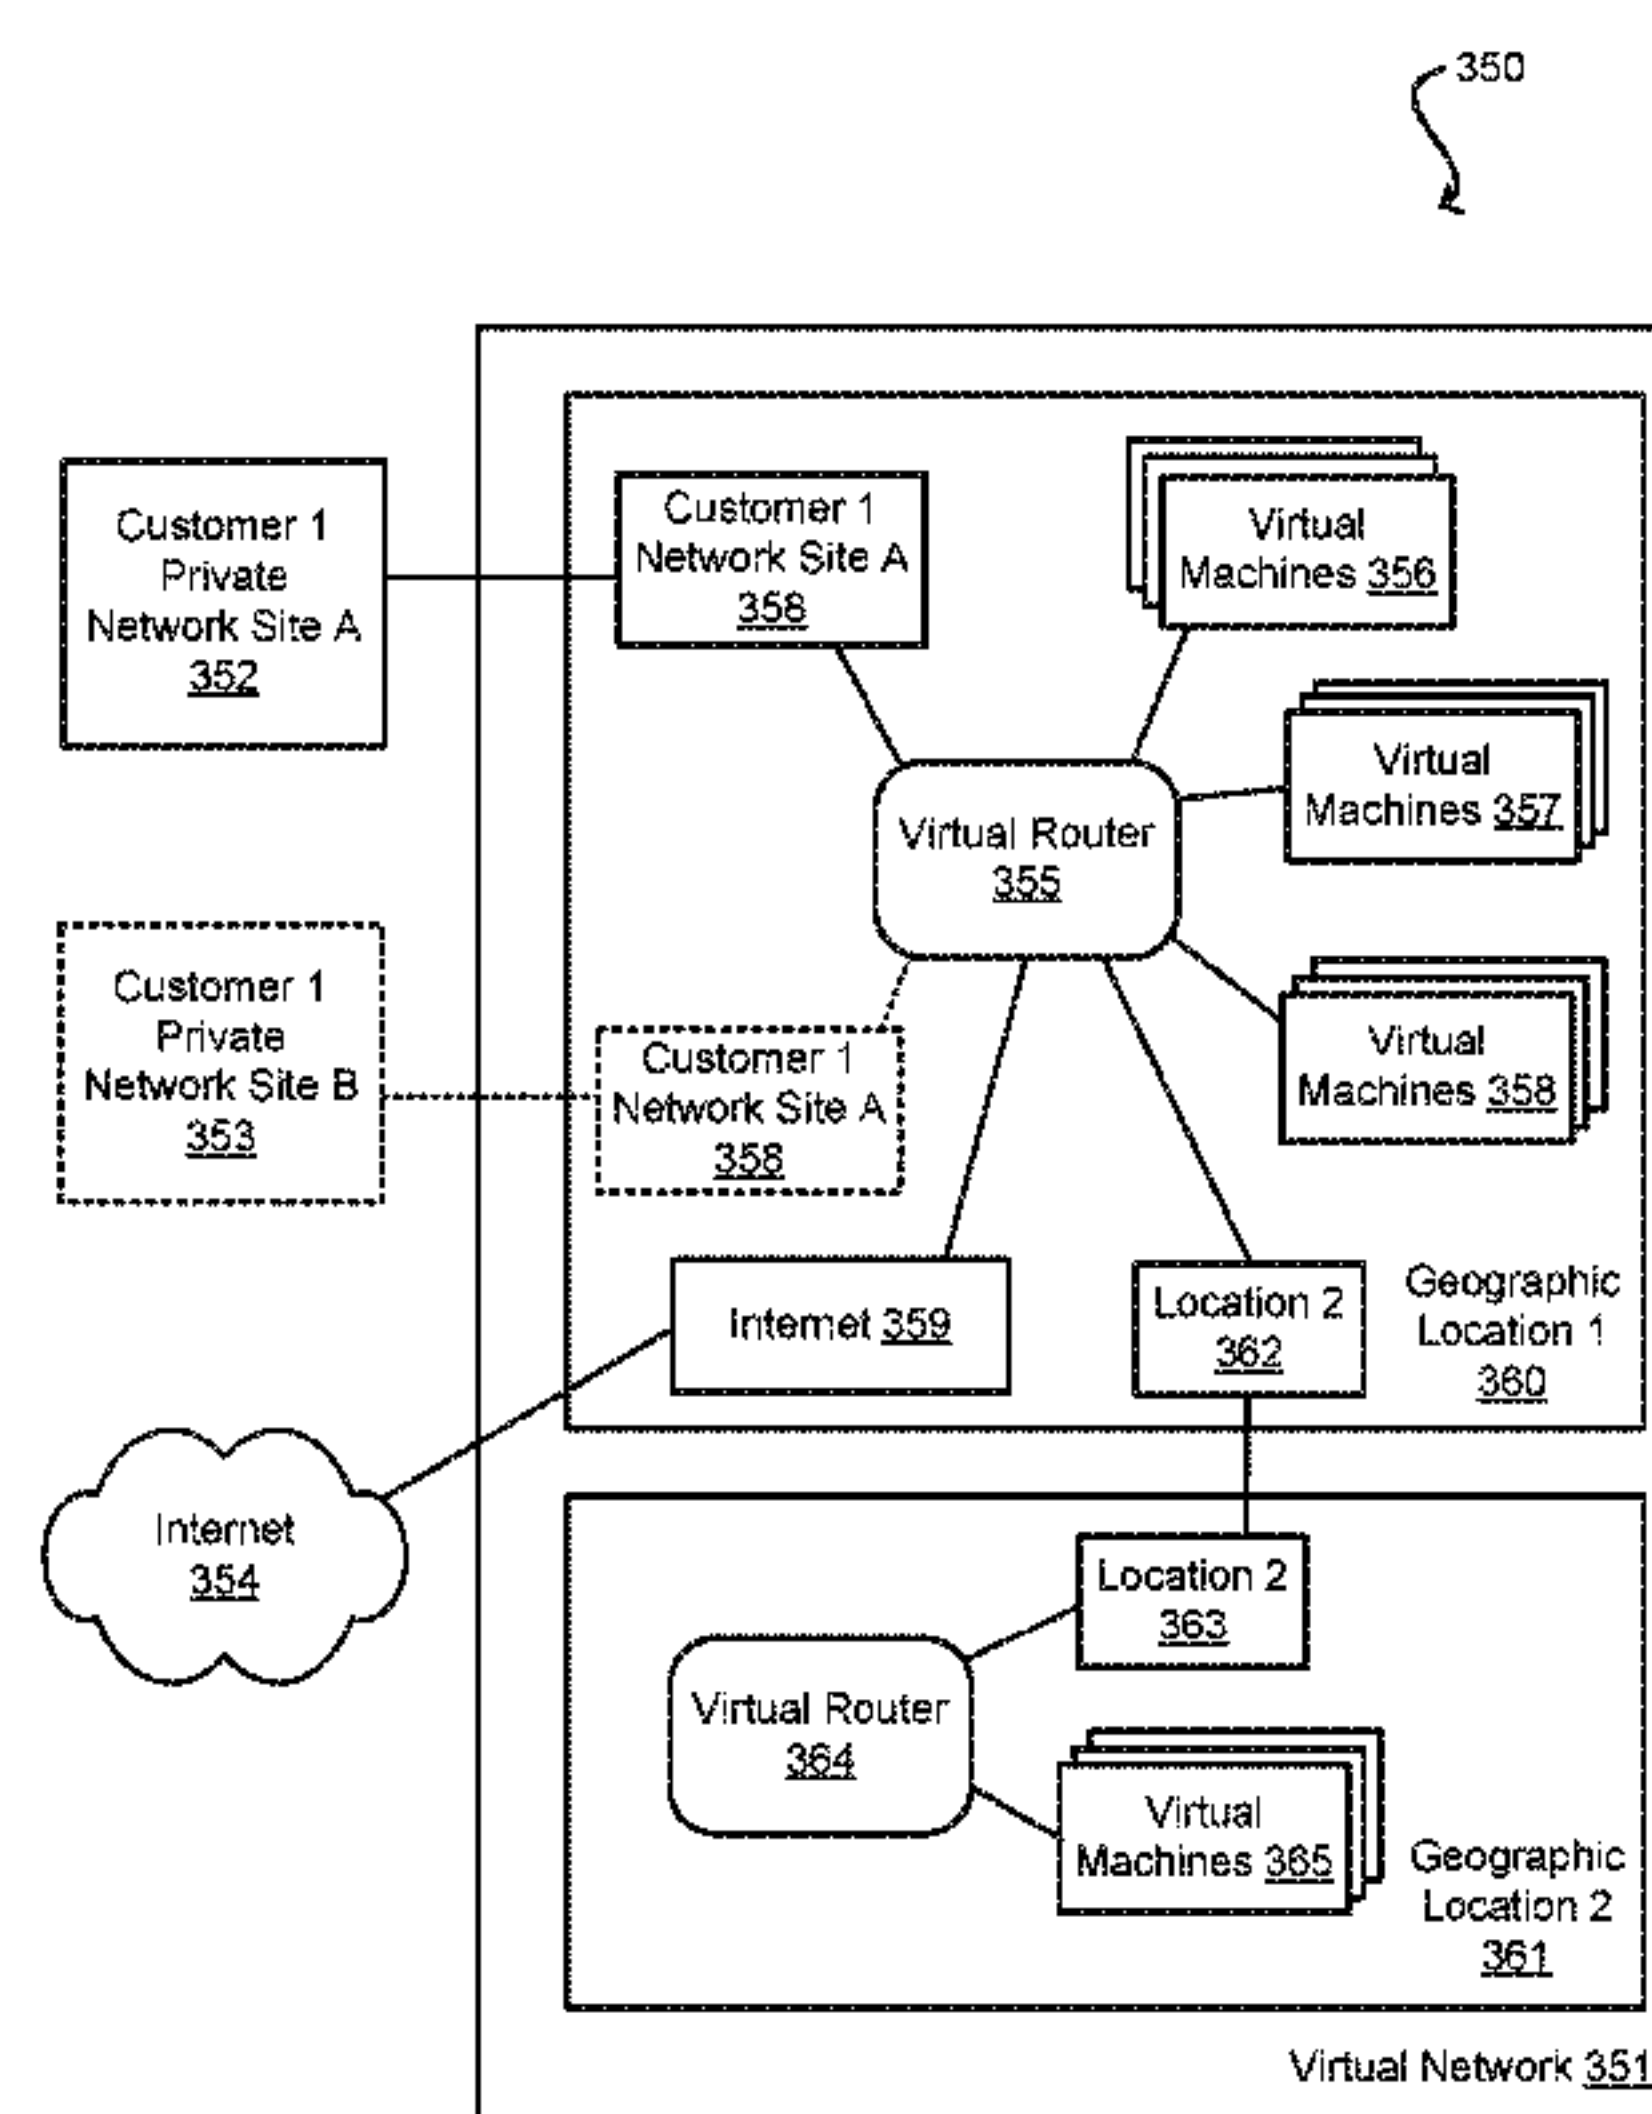 350
Customer 1
Private
Network Site A
352
Customer 1
Network Site A
358
Virtual
Machines 356
Virtual
Machines 357
Virtual Router
355
Customer 1
Private
Network Site B
353
Customer 1
Network Site A
358
Virtual
Machines 358
Internet 359
Location 2
362
Geographic
Location 1
360
Internet
354
Location 2
363
Virtual Router
364
Virtual
Machines 365
Geographic
Location 2
361
Virtual Network 351